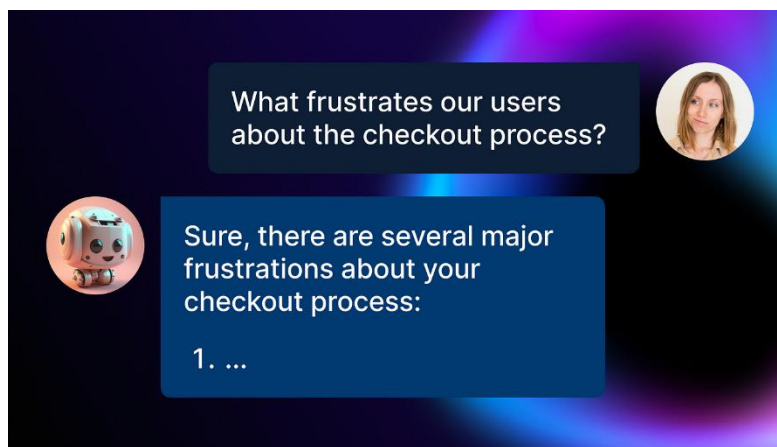 What frustrates our users
about the checkout process?
Sure, there are several major
frustrations about your
checkout process:
1. ...